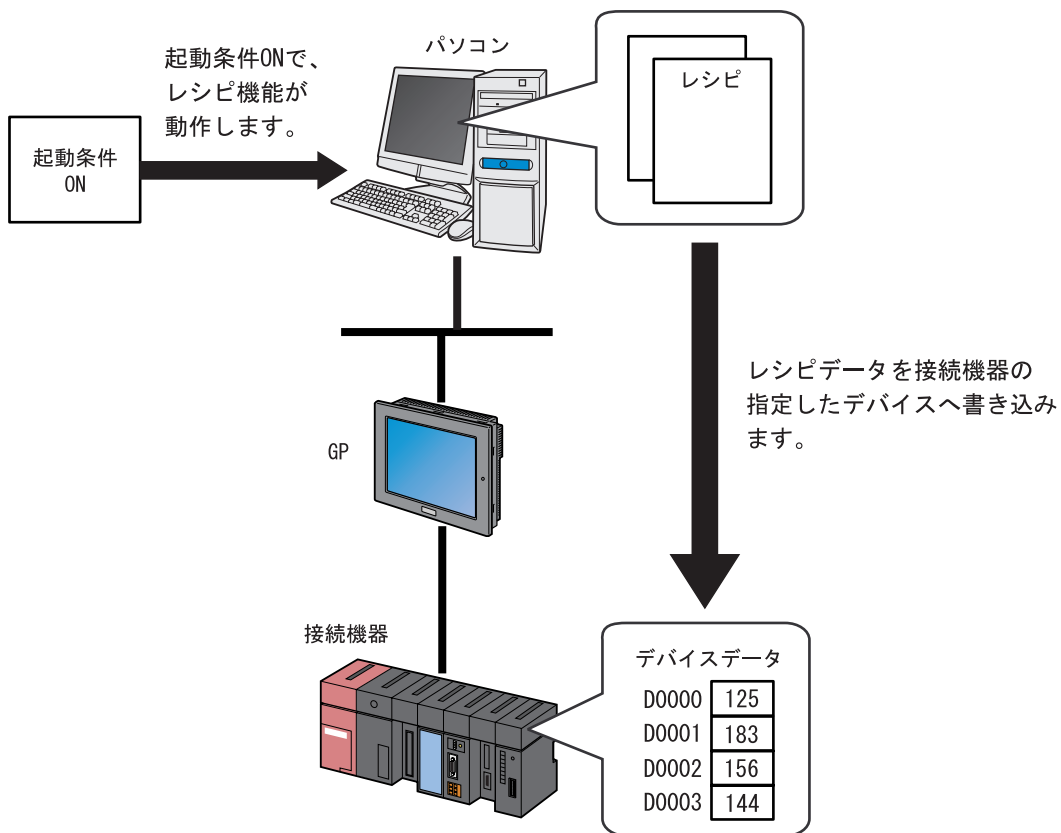 パソコン
起動条件ONで、
レシピ機能が
動作します。
レシピ
起動条件
ON
レシピデータを接続機器の
指定したデバイスへ書き込み
ます。
GP
接続機器
デバイスデータ
D0000 125
D0001 183
D0002 156
D0003 144